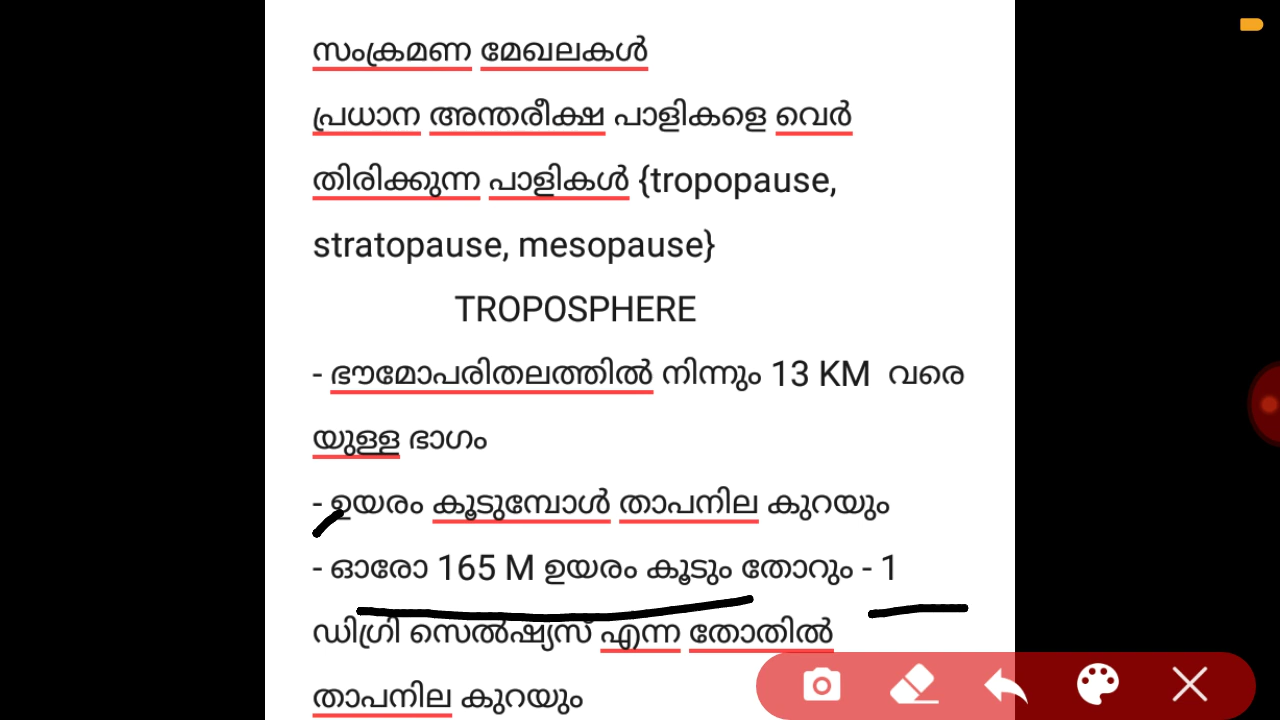 സംക്രമണ മേഖലകൾ
പ്രധാന അന്തരീക്ഷ പാളികളെ വെർ
തിരിക്കുന്ന പാളികൾ {tropopause,
stratopause, mesopause}
TROPOSPHERE
- ഭൗമോപരിതലത്തിൽ നിന്നും 13 KM വരെ
യുള്ള ഭാഗം
- ഉയരം കൂടുമ്പോൾ താപനില കുറയും
- ഓരോ 165 M ഉയരം കൂടും തോറും - 1
ഡിഗ്രി സെൽഷ്യസ് എന്ന തോതിൽ
താപനില കുറയും